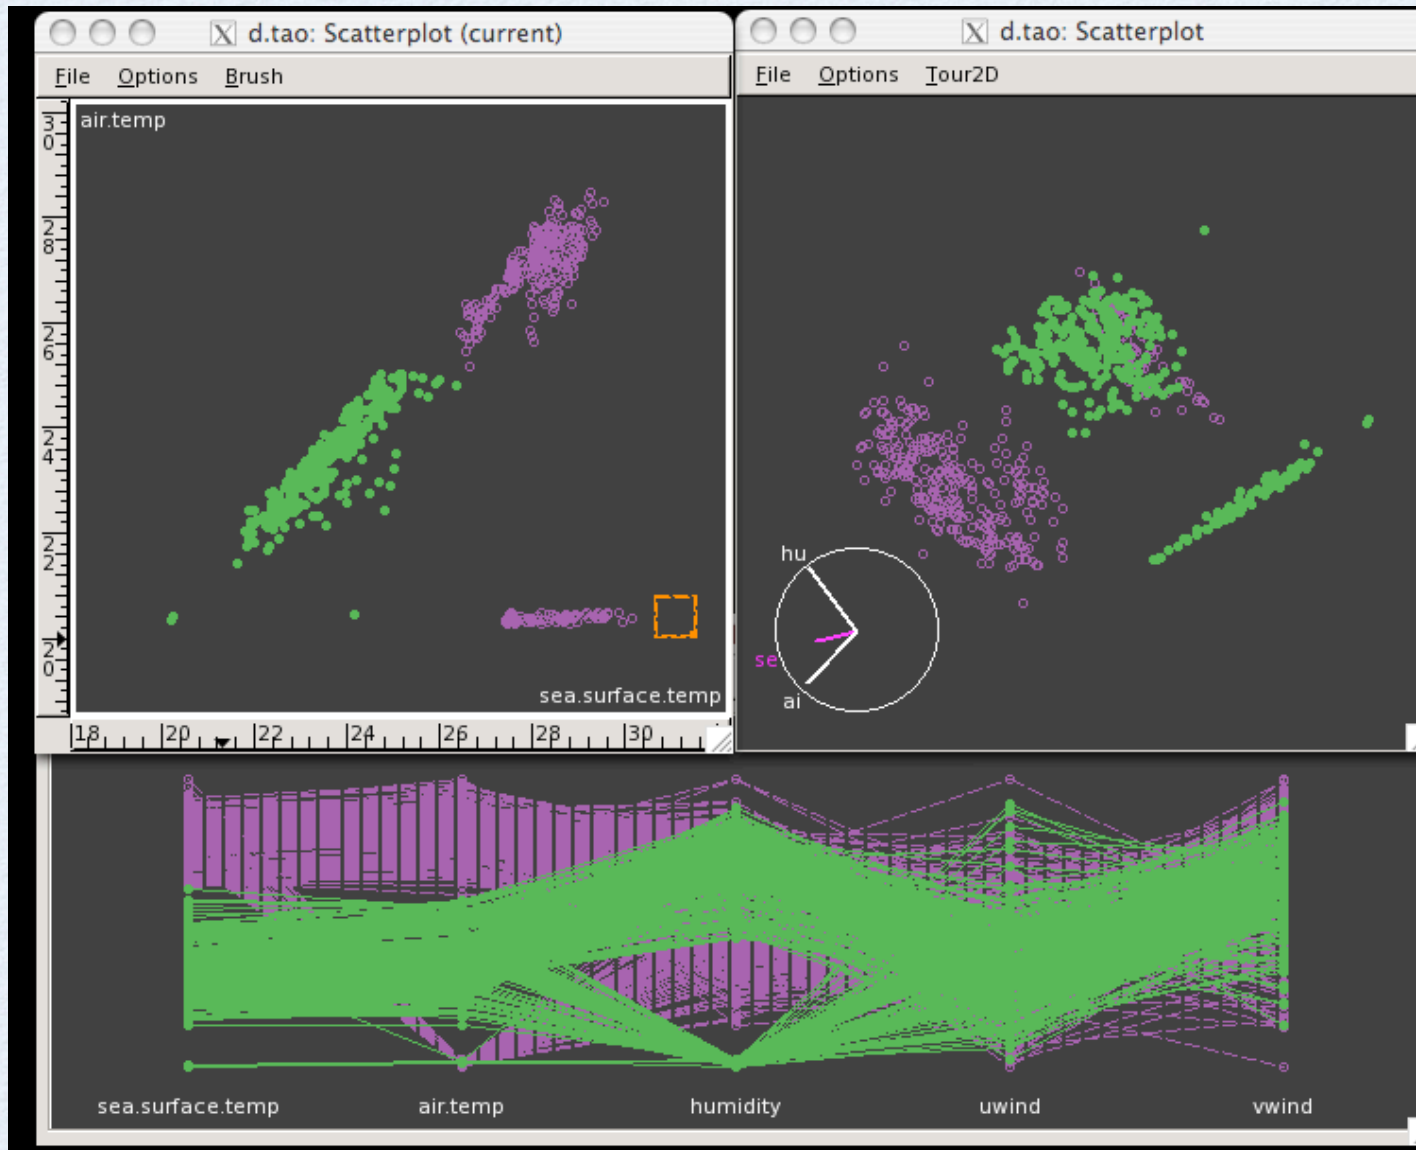 d.tao: Scatterplot (current)
File Options Brush
30
28
26
24
22
20
air.temp
sea.surface.temp
18 20 22 24 26 28 30
d.tao: Scatterplot
File Options Tour2D
hu
se
ai
sea.surface.temp air.temp humidity uwind vwind